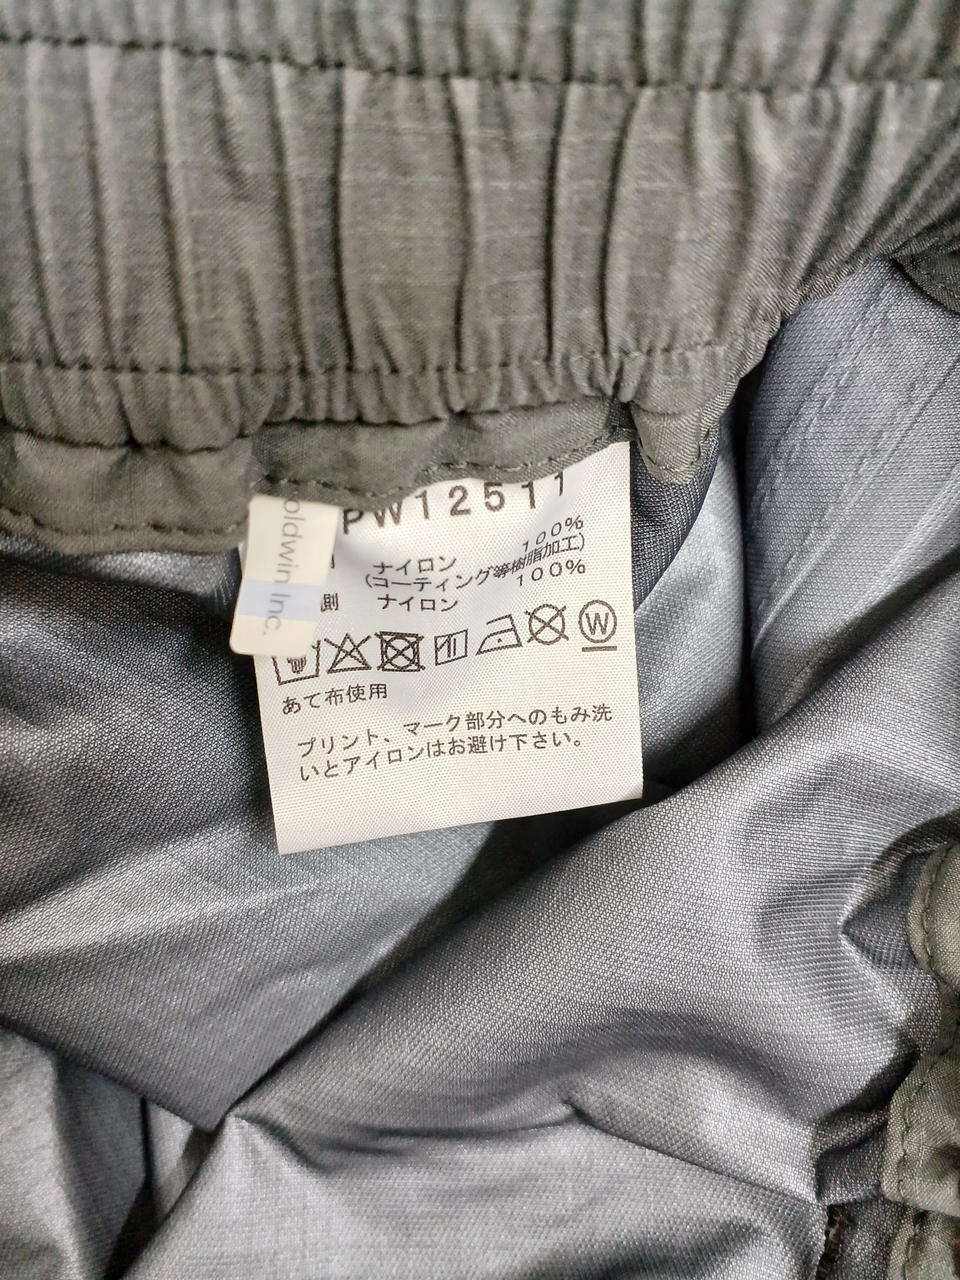 PW12511
ナイロン 100%
(コーティング等樹脂加工)
側 ナイロン 100%
W
あて布使用
プリント、マーク部分へのもみ洗
いとアイロンはお避け下さい。
oldwin Inc.